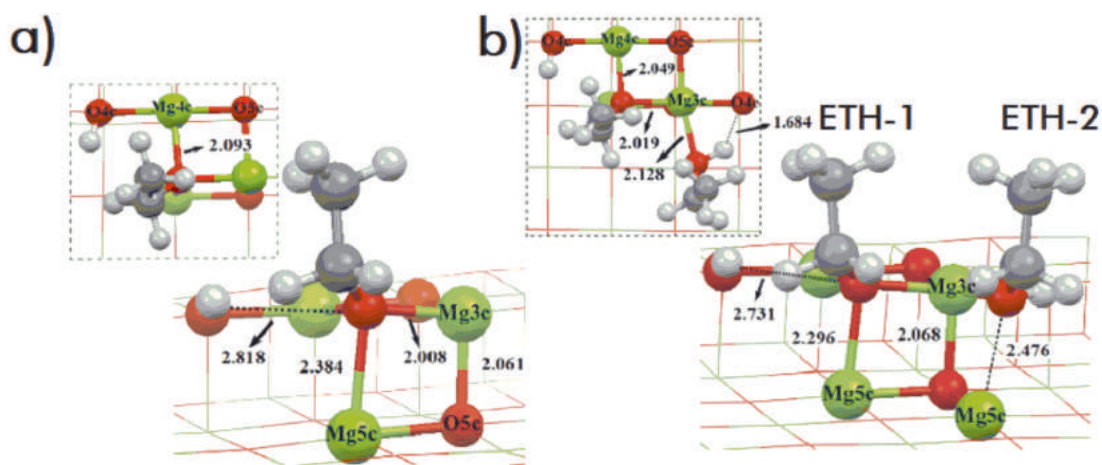 a)
O4c
Mg4c
O5c
2.093
Mg3c
2.818
2.384
2.008
2.061
Mg5c
O5c
b)
O4c
Mg4c
O5c
2.049
Mg3c
O4c
2.019
1.684
2.128
ETH-1
ETH-2
Mg3c
2.731
2.296
2.068
2.476
Mg5c
Mg5c